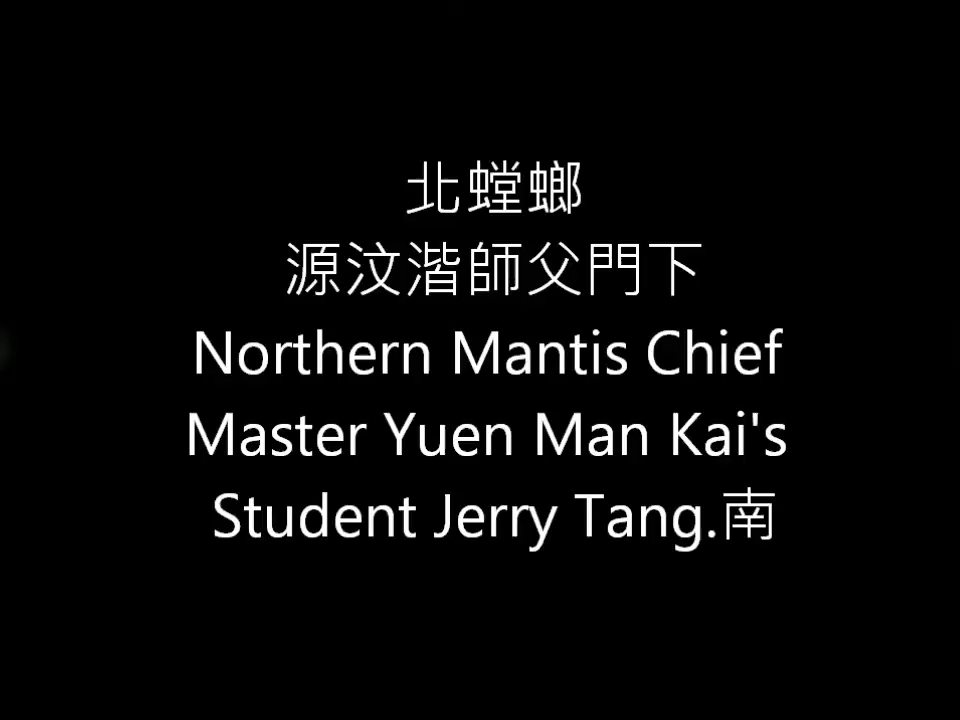 北螳螂
源汶湝師父門下
Northern Mantis Chief
Master Yuen Man Kai's
Student Jerry Tang.南